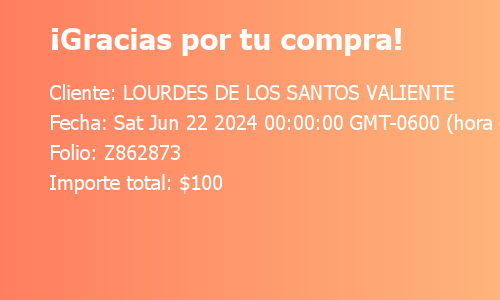 ¡Gracias por tu compra!
Cliente: LOURDES DE LOS SANTOS VALIENTE
Fecha: Sat Jun 22 2024 00:00:00 GMT-0600 (hora
Folio: Z862873
Importe total: $100